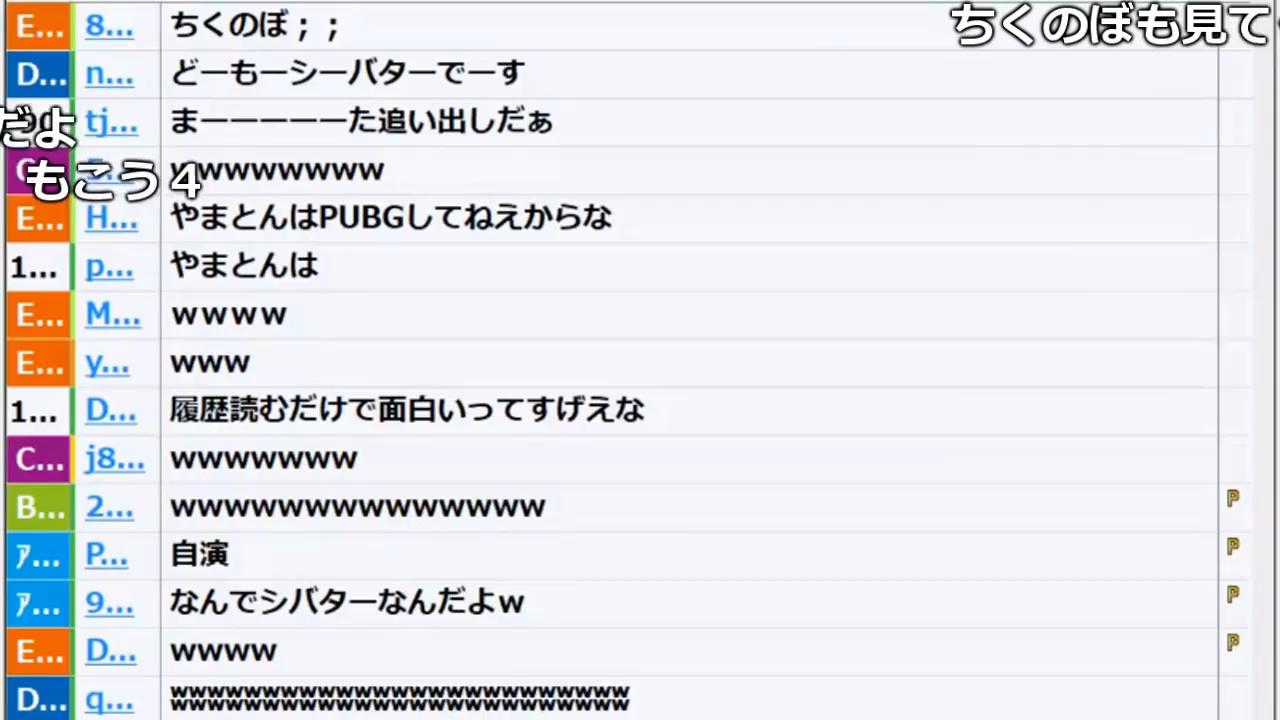 E... 8... ちくのぼ；；
ちくのぼも見て
D... n... どーもーシーバターでーす
tj... まーーーーーた追い出しだぁ
だよ
wwwwwwww
もこう４
E... H... やまとんはPUBGしてねえからな
1... p... やまとんは
E... M... ｗｗｗｗ
E... y... www
1... D... 履歴読むだけで面白いってすげえな
C... j8... wwwwwww
B... 2... wwwwwwwwwwwwww P
ｱ... P... 自演 P
ｱ... 9... なんでシバターなんだよw P
E... D... wwww P
D... q... wwwwwwwwwwwwwwwwwwwwwwwww
wwwwwwwwwwwwwwwwwwwwwwwww